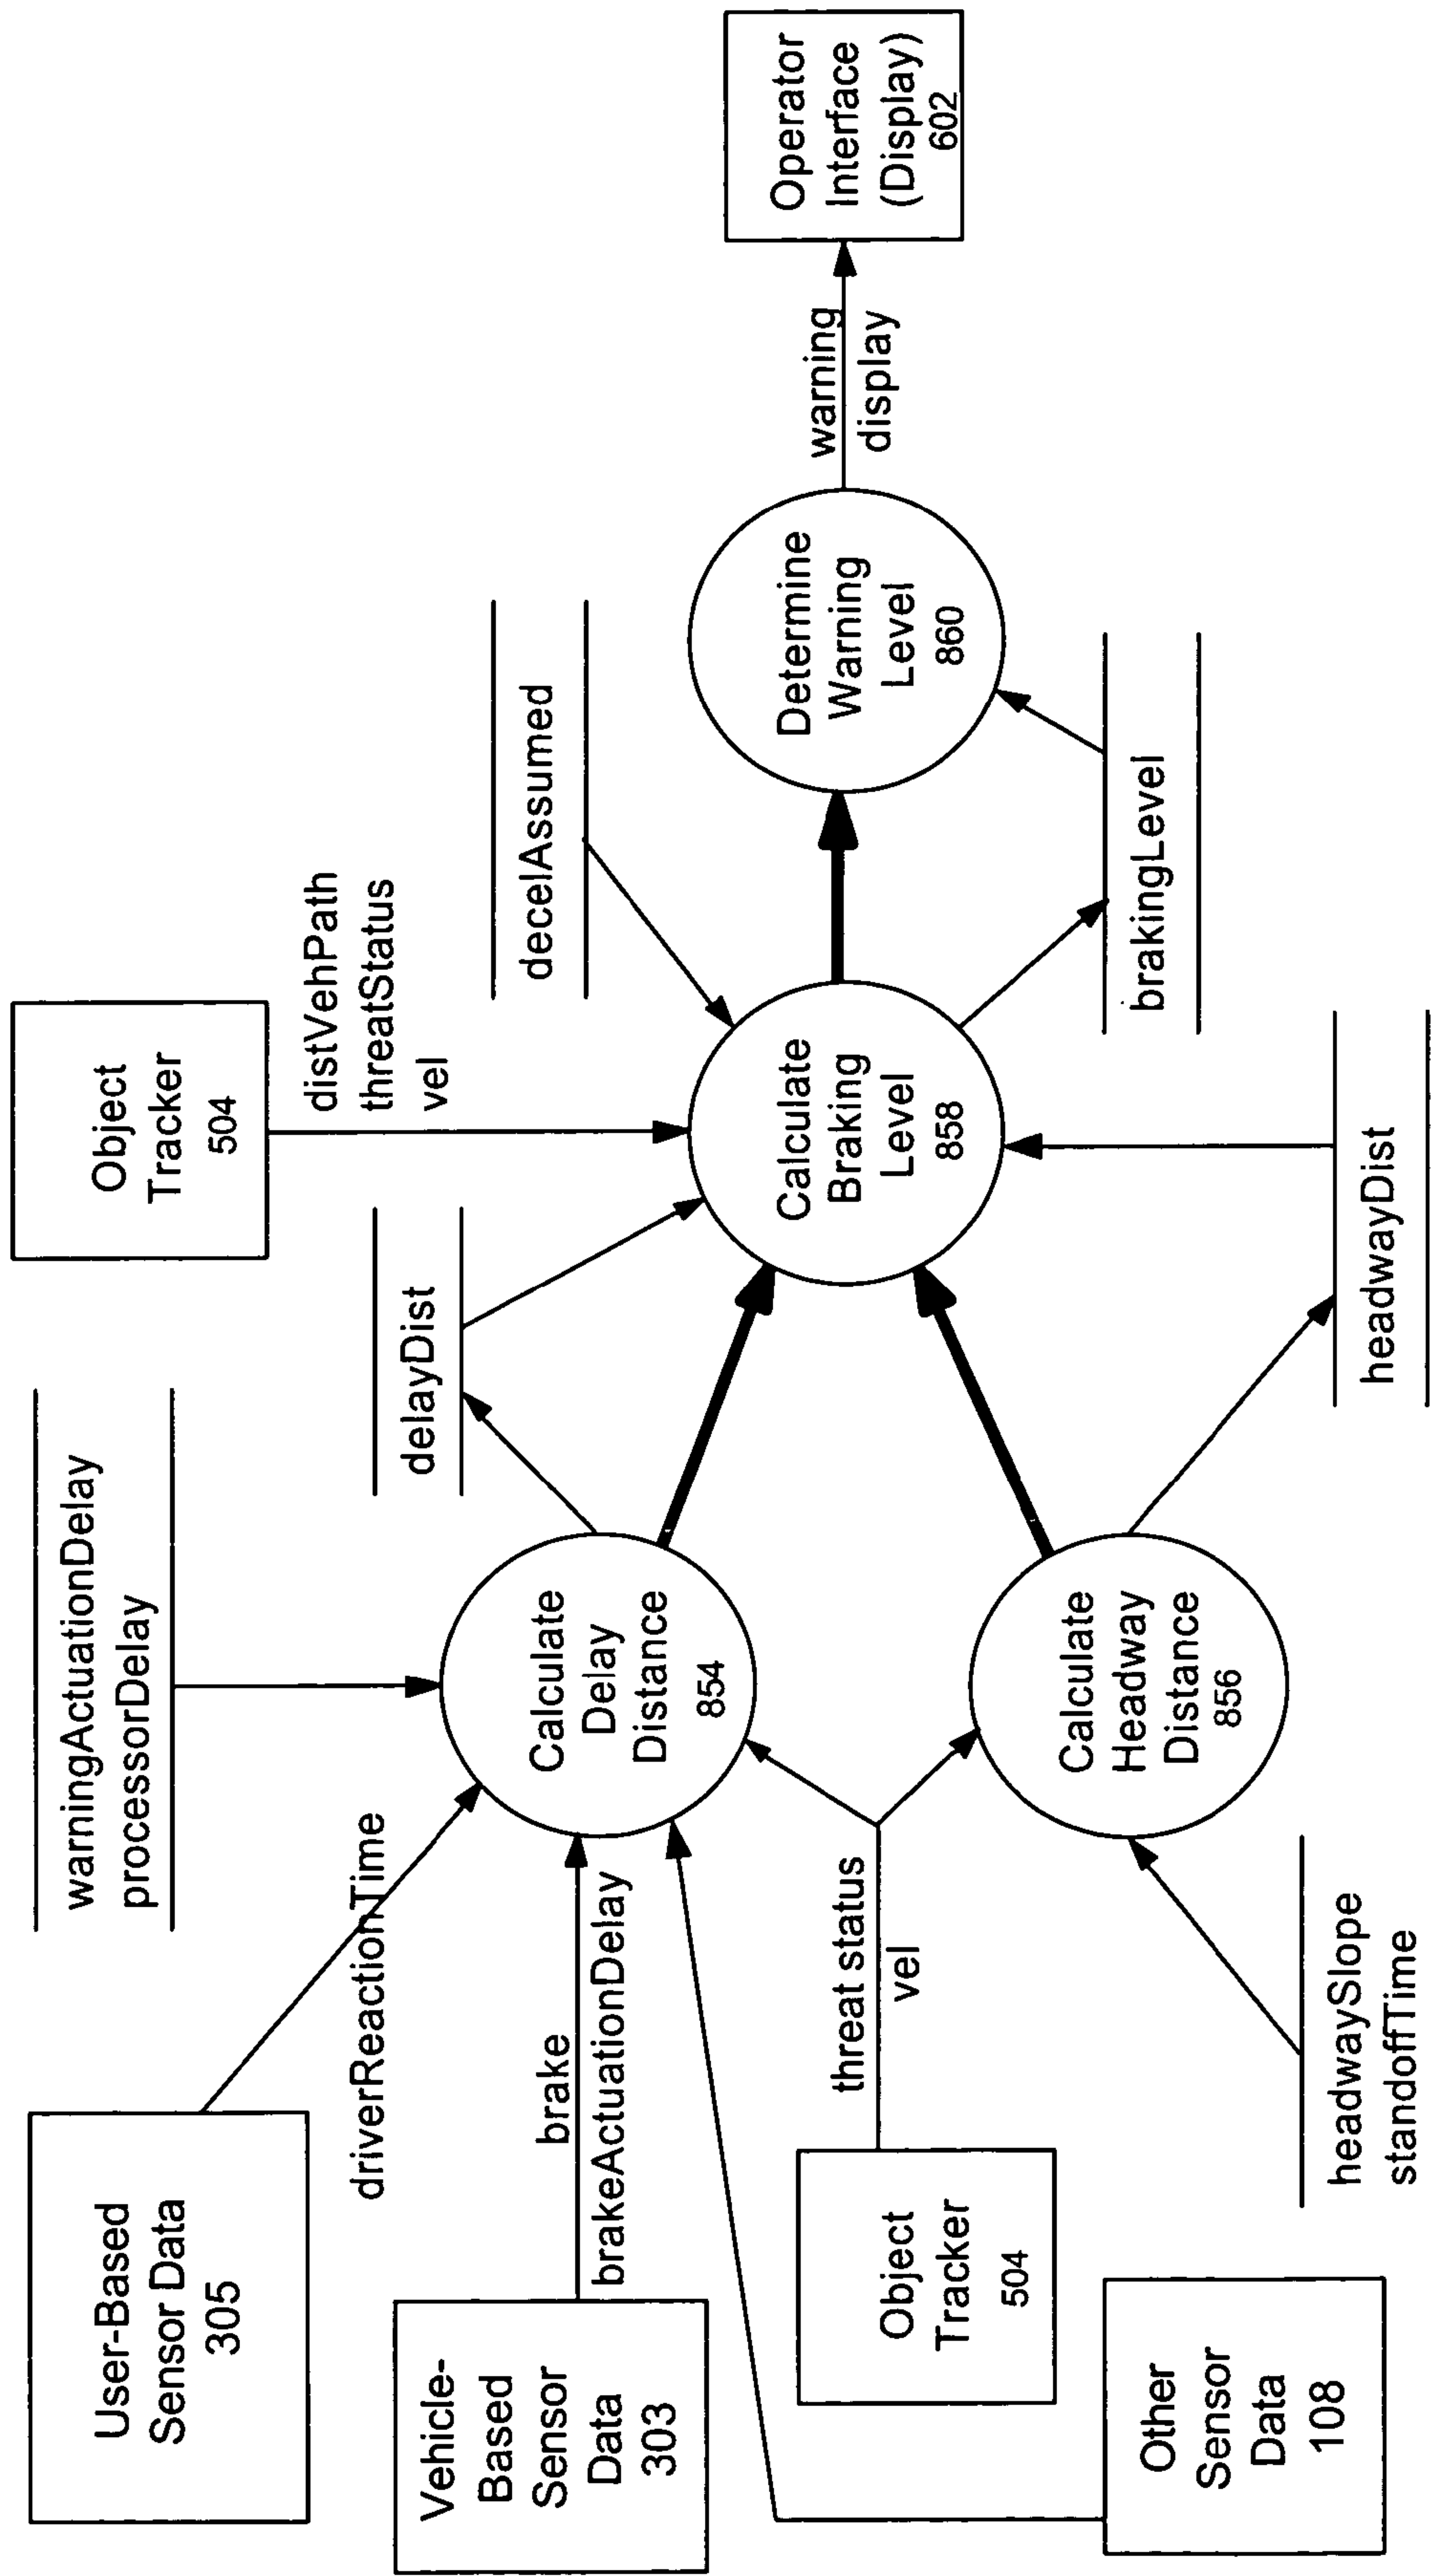 User-Based
Sensor Data
305
Vehicle-
Based
Sensor
Data
303
Object
Tracker
504
Other
Sensor
Data
108
driverReactionTime
brake
brakeActuationDelay
threat status
vel
headwaySlope
standoffTime
warningActuationDelay
processorDelay
Calculate
Delay
Distance
854
Calculate
Headway
Distance
856
delayDist
headwayDist
Object
Tracker
504
distVehPath
threatStatus
vel
decelAssumed
Calculate
Braking
Level
858
brakingLevel
Determine
Warning
Level
860
warning
display
Operator
Interface
(Display)
602